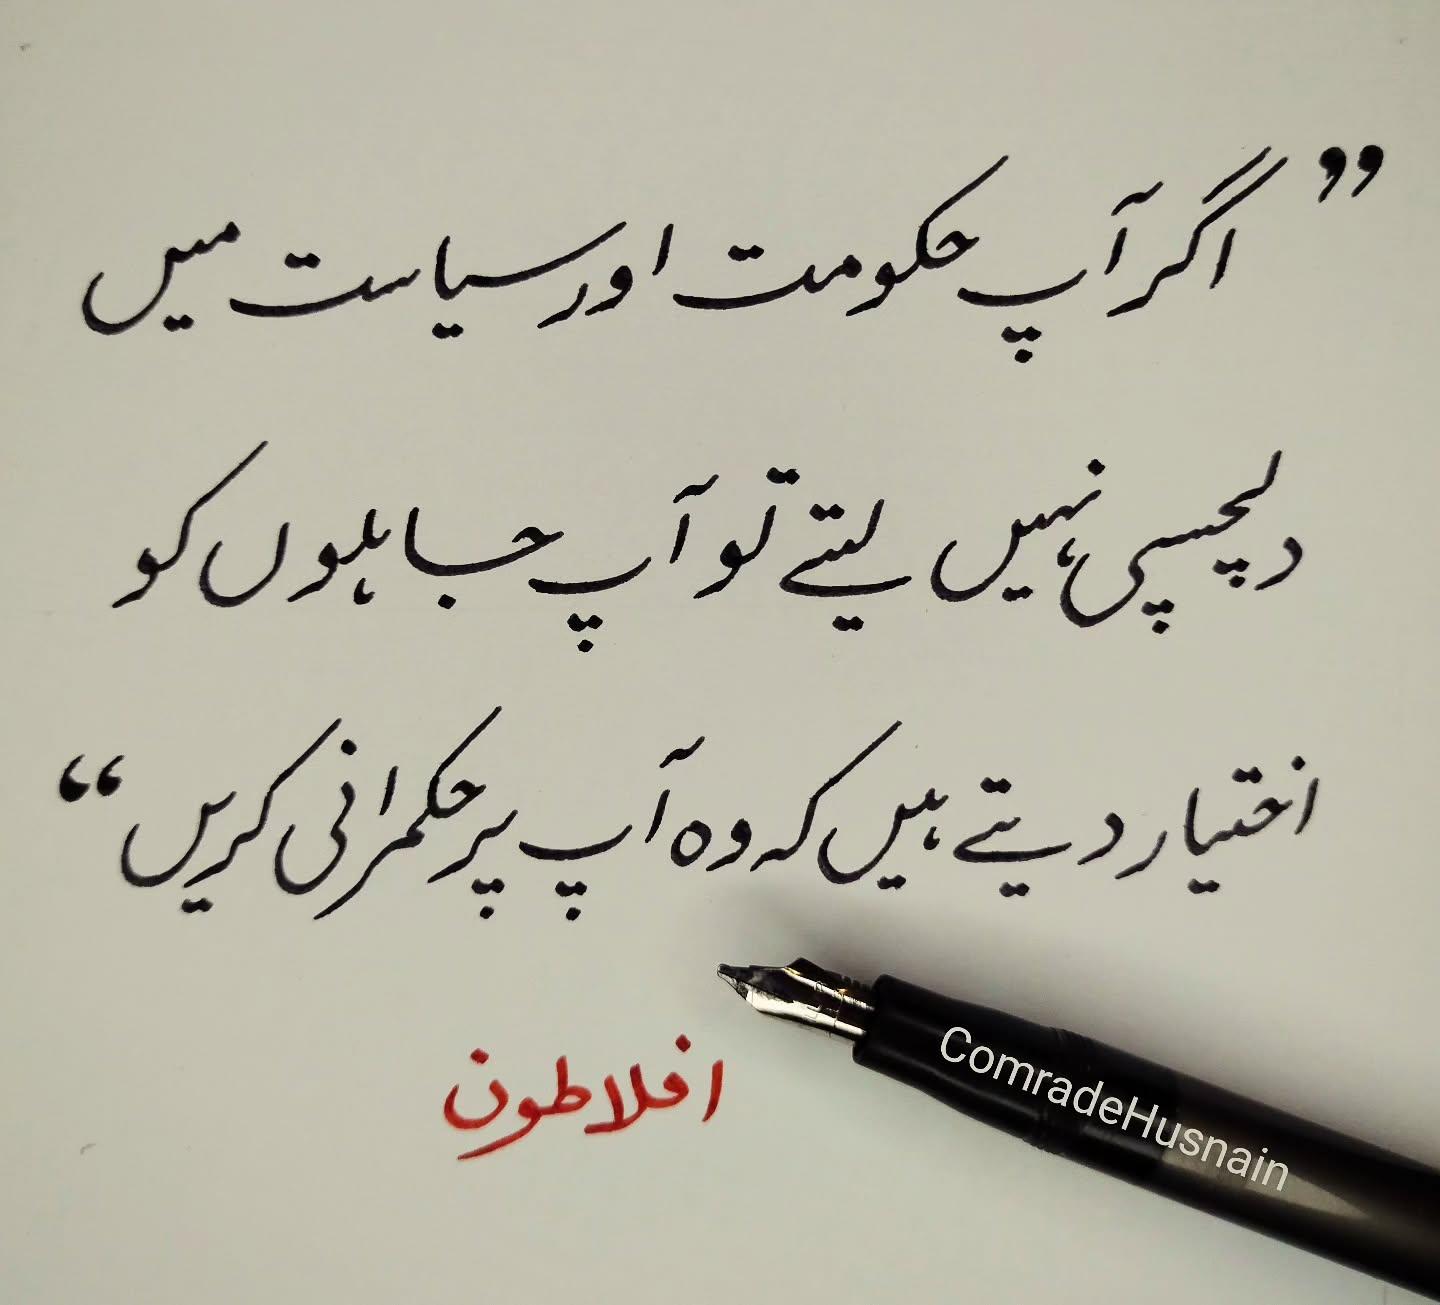 ”اگر آپ حکومت اور سیاست میں
دلچسپی نہیں لیتے تو آپ جاہلوں کو
اختیار دیتے ہیں کہ وہ آپ پر حکمرانی کریں“
افلاطون
ComradeHusnain